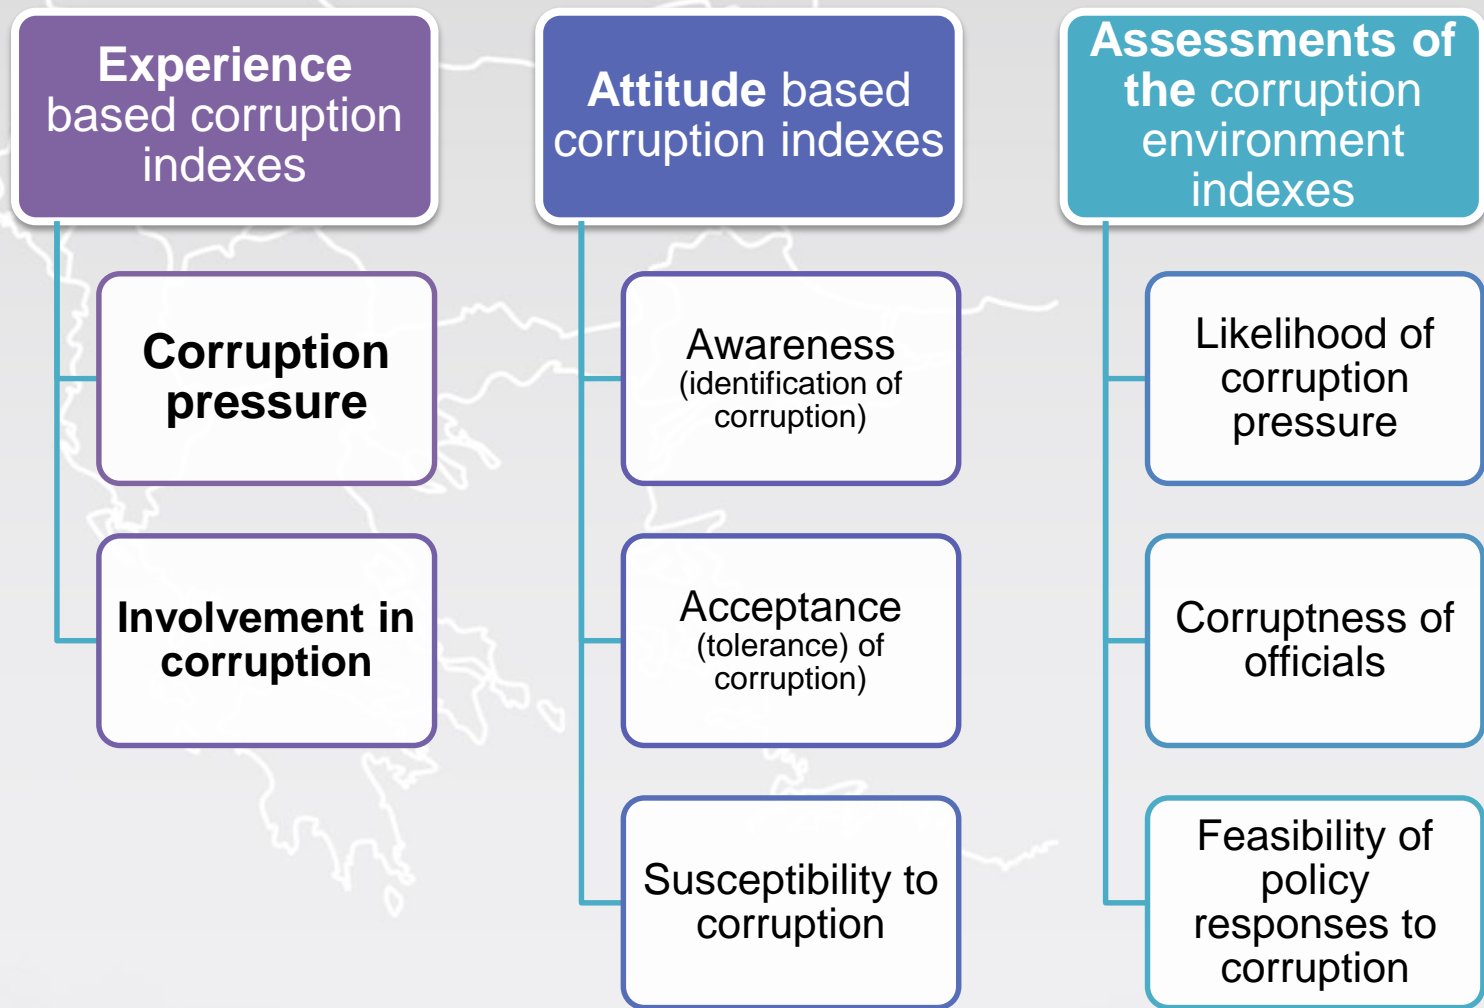 Experience
based corruption
indexes
Corruption
pressure
Involvement in
corruption
Attitude based
corruption indexes
Awareness
(identification of
corruption)
Acceptance
(tolerance) of
corruption)
Susceptibility to
corruption
Assessments of
the corruption
environment
indexes
Likelihood of
corruption
pressure
Corruptness of
officials
Feasibility of
policy
responses to
corruption